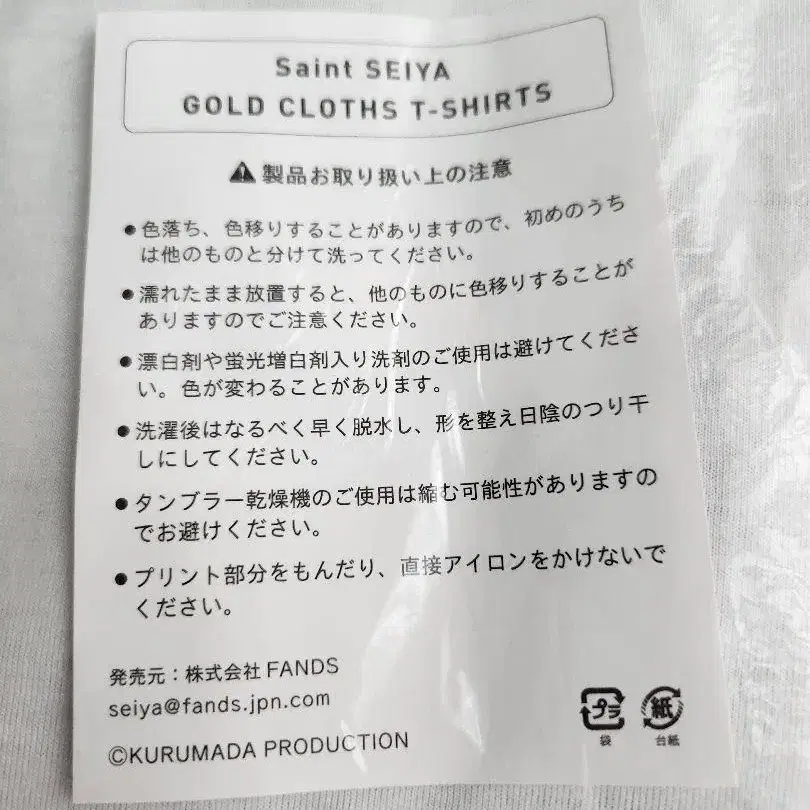 Saint SEIYA
GOLD CLOTHS T-SHIRTS
製品お取り扱い上の注意
●色落ち、色移りすることがありますので、初めのうち
は他のものと分けて洗ってください。
●濡れたまま放置すると、他のものに色移りすることが
ありますのでご注意ください。
●漂白剤や蛍光増白剤入り洗剤のご使用は避けてくださ
い。色が変わることがあります。
●洗濯後はなるべく早く脱水し、形を整え日陰のつり干
しにしてください。
●タンブラー乾燥機のご使用は縮む可能性がありますの
でお避けください。
●プリント部分をもんだり、直接アイロンをかけないで
ください。
発売元：株式会社FANDS
seiya@fands.jpn.com
©KURUMADA PRODUCTION
プラ 紙
袋 台紙